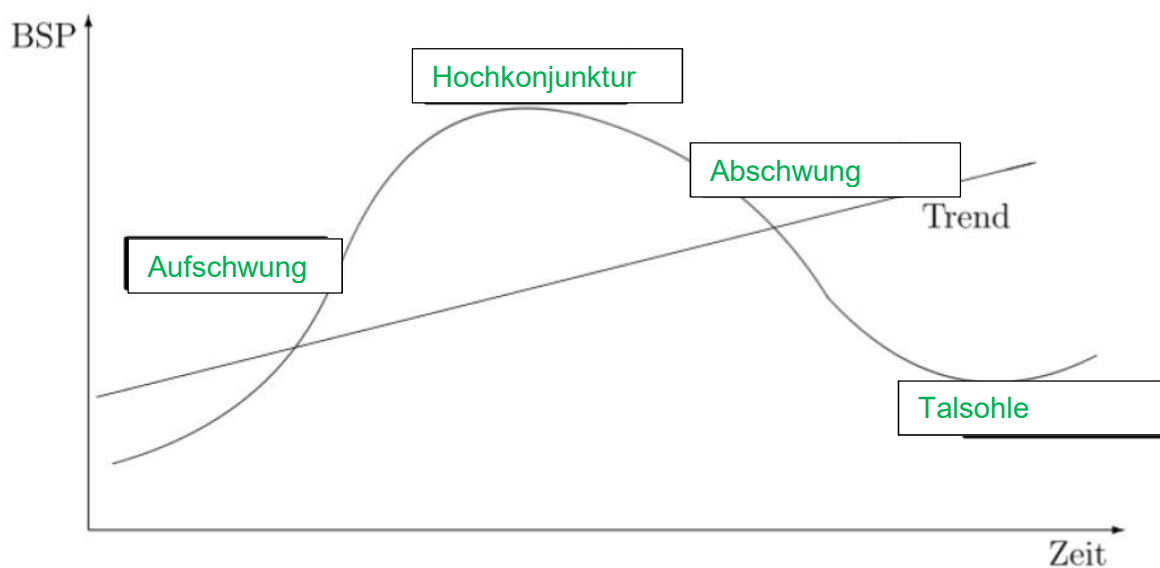 BSP
Hochkonjunktur
Abschwung
Trend
Aufschwung
Talsohle
Zeit